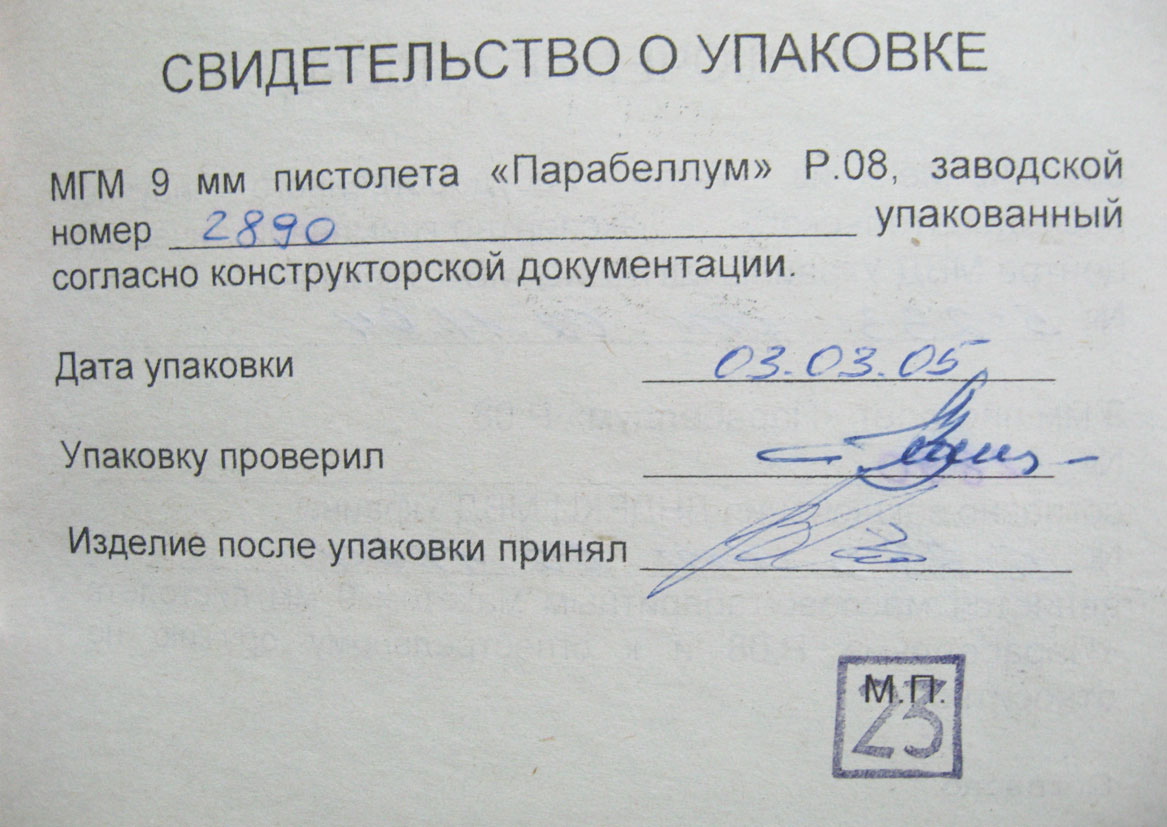 СВИДЕТЕЛЬСТВО О УПАКОВКЕ
МГМ 9 мм пистолета «Парабеллум» Р.08, заводской
номер 2890 упакованный
согласно конструкторской документации.
Дата упаковки 03.03.05
Упаковку проверил
Изделие после упаковки принял
М.П.
23